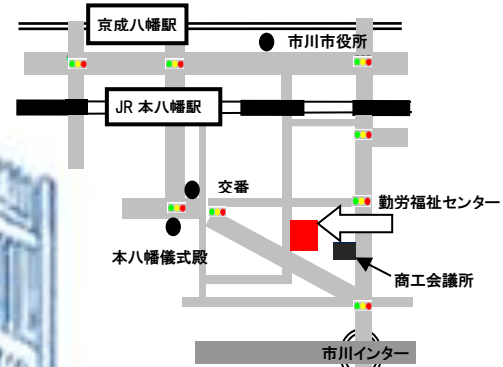 京成八幡駅
市川市役所
JR 本八幡駅
交番
勤労福祉センター
本八幡儀式殿
商工会議所
市川インター